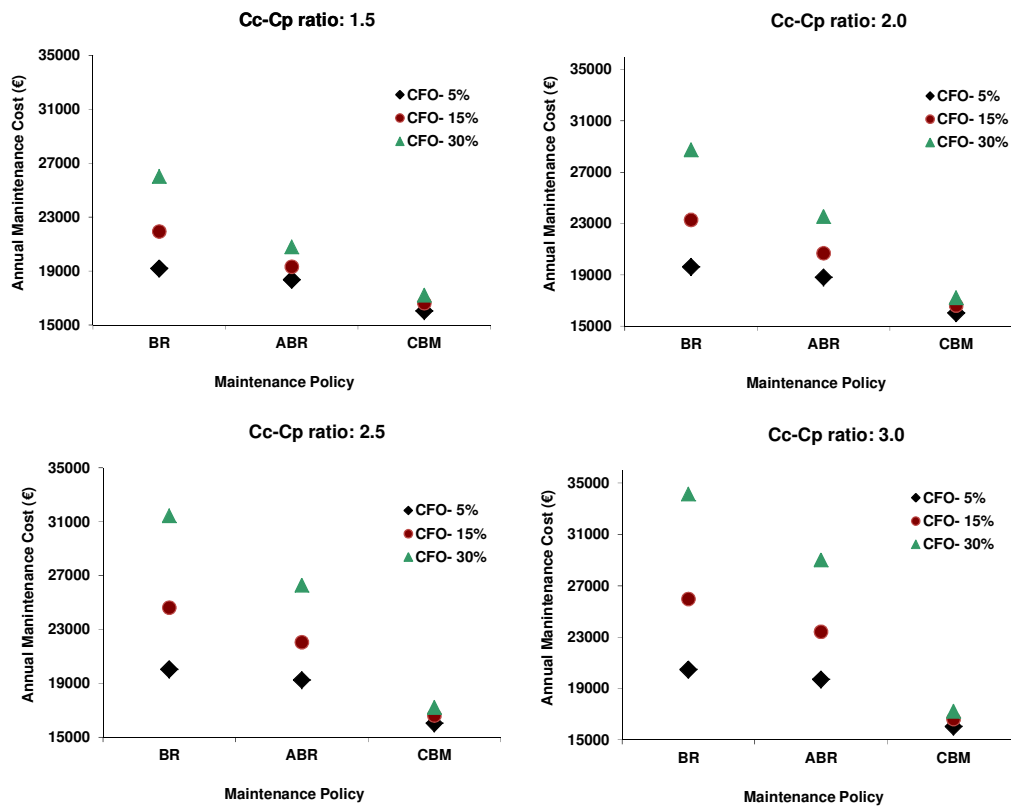 Cc-Cp ratio: 1.5
Annual Manintenance Cost (€)
35000
31000
27000
23000
19000
15000
CFO- 5%
CFO- 15%
CFO- 30%
BR ABR CBM
Maintenance Policy
Cc-Cp ratio: 2.0
Annual Manintenance Cost (€)
35000
31000
27000
23000
19000
15000
CFO- 5%
CFO- 15%
CFO- 30%
BR ABR CBM
Maintenance Policy
Cc-Cp ratio: 2.5
Annual Manintenance Cost (€)
35000
31000
27000
23000
19000
15000
CFO- 5%
CFO- 15%
CFO- 30%
BR ABR CBM
Maintenance Policy
Cc-Cp ratio: 3.0
Annual Manintenance Cost (€)
35000
31000
27000
23000
19000
15000
CFO- 5%
CFO- 15%
CFO- 30%
BR ABR CBM
Maintenance Policy